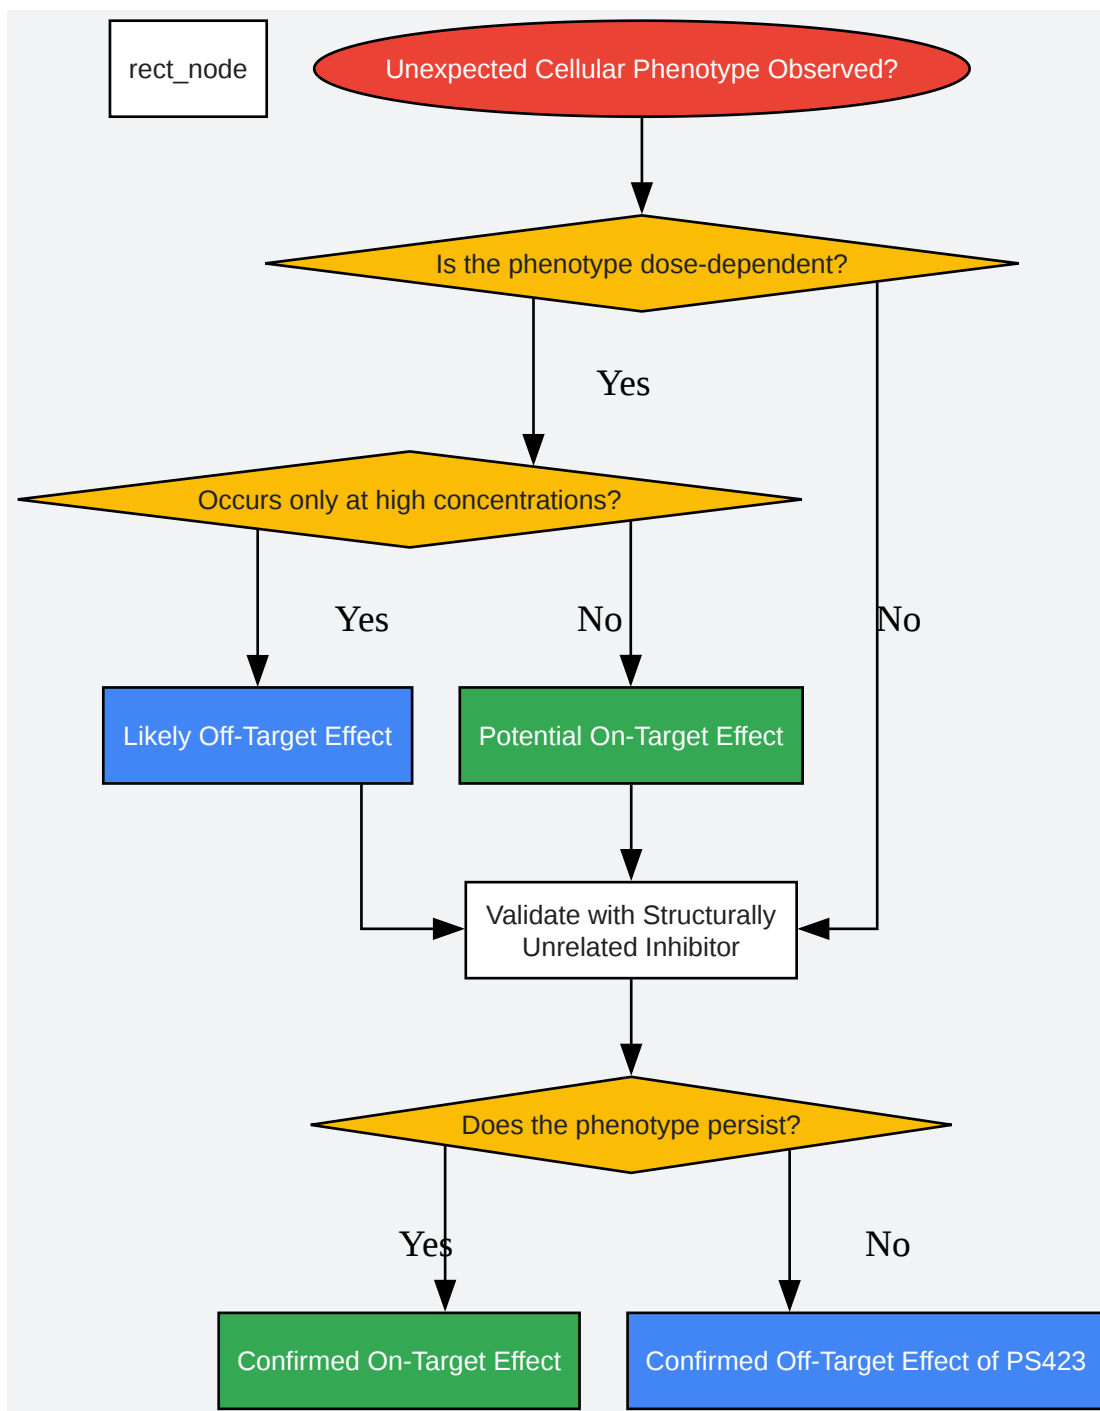 rect_node
Unexpected Cellular Phenotype Observed?
Is the phenotype dose-dependent?
Yes
Occurs only at high concentrations?
Yes
No
No
Likely Off-Target Effect
Potential On-Target Effect
Validate with Structurally
Unrelated Inhibitor
Does the phenotype persist?
Yes
No
Confirmed On-Target Effect
Confirmed Off-Target Effect of PS423